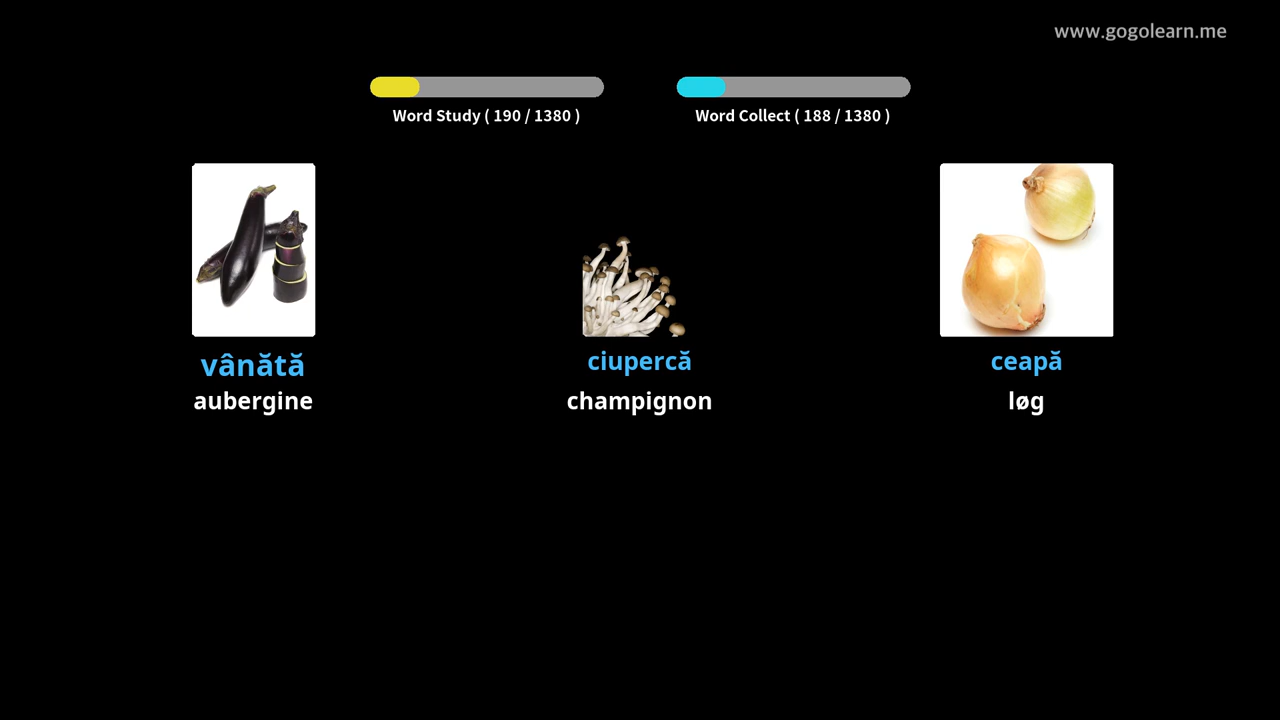 www.gogolearn.me
Word Study ( 190 / 1380 )
Word Collect ( 188 / 1380 )
vânătă
aubergine
ciupercă
champignon
ceapă
løg